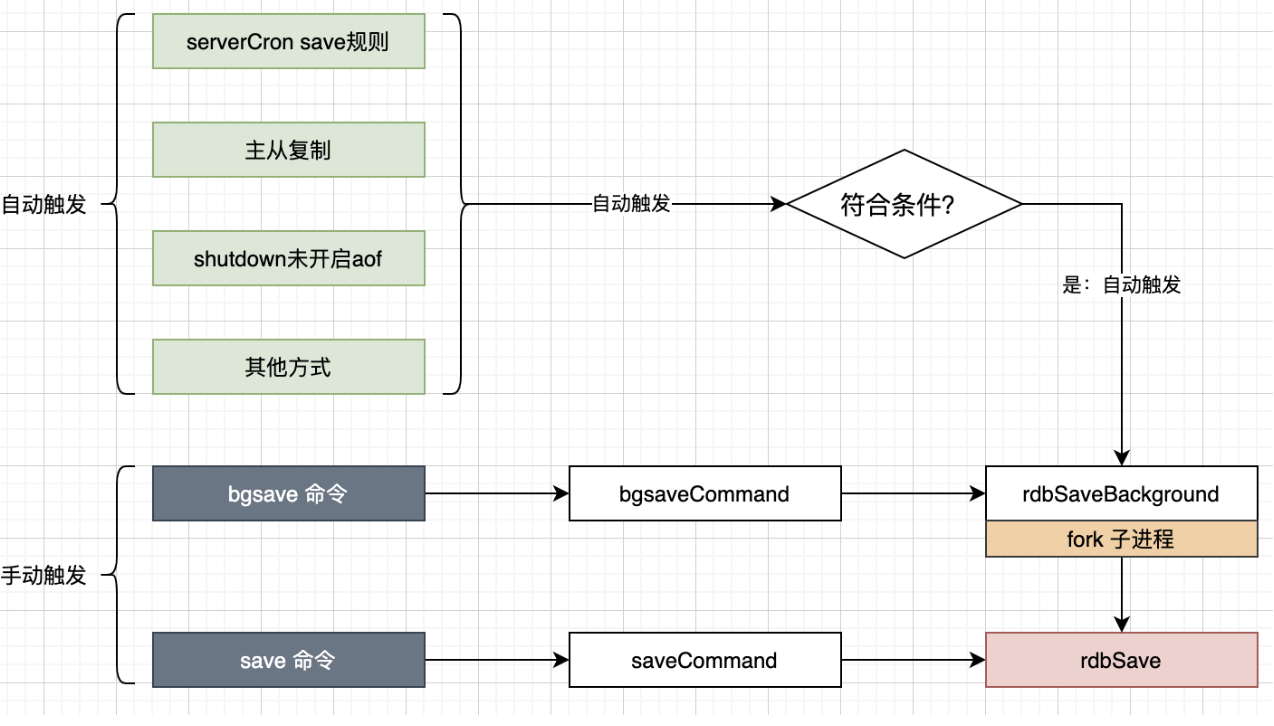 serverCron save规则
主从复制
自动触发
自动触发
符合条件?
shutdown未开启aof
是：自动触发
其他方式
bgsave 命令
bgsaveCommand
rdbSaveBackground
fork 子进程
手动触发
save 命令
saveCommand
rdbSave